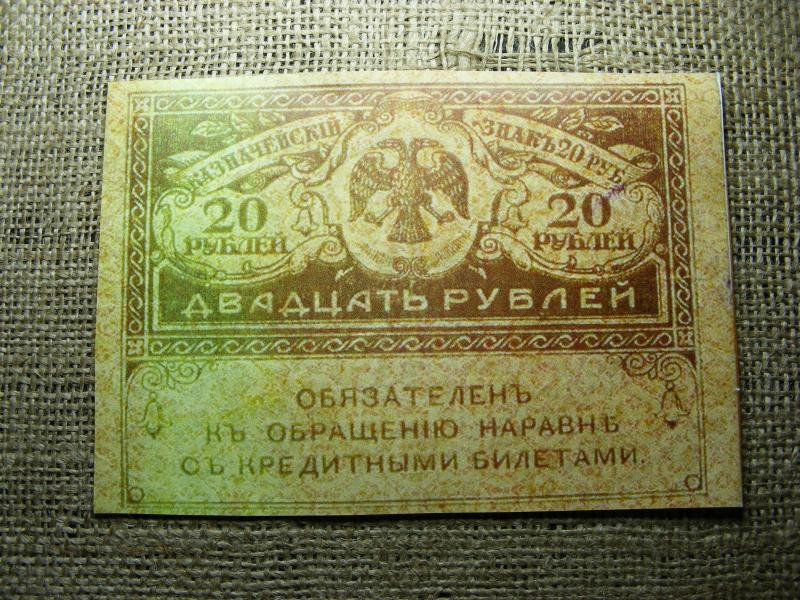 КАЗНАЧЕЙСКІЙ ЗНАКЪ 20 РУБ.
20 РУБЛЕЙ
20 РУБЛЕЙ
ДВАДЦАТЬ РУБЛЕЙ
ОБЯЗАТЕЛЕНЪ
КЪ ОБРАЩЕНІЮ НАРАВНѢ
СЪ КРЕДИТНЫМИ БИЛЕТАМИ.